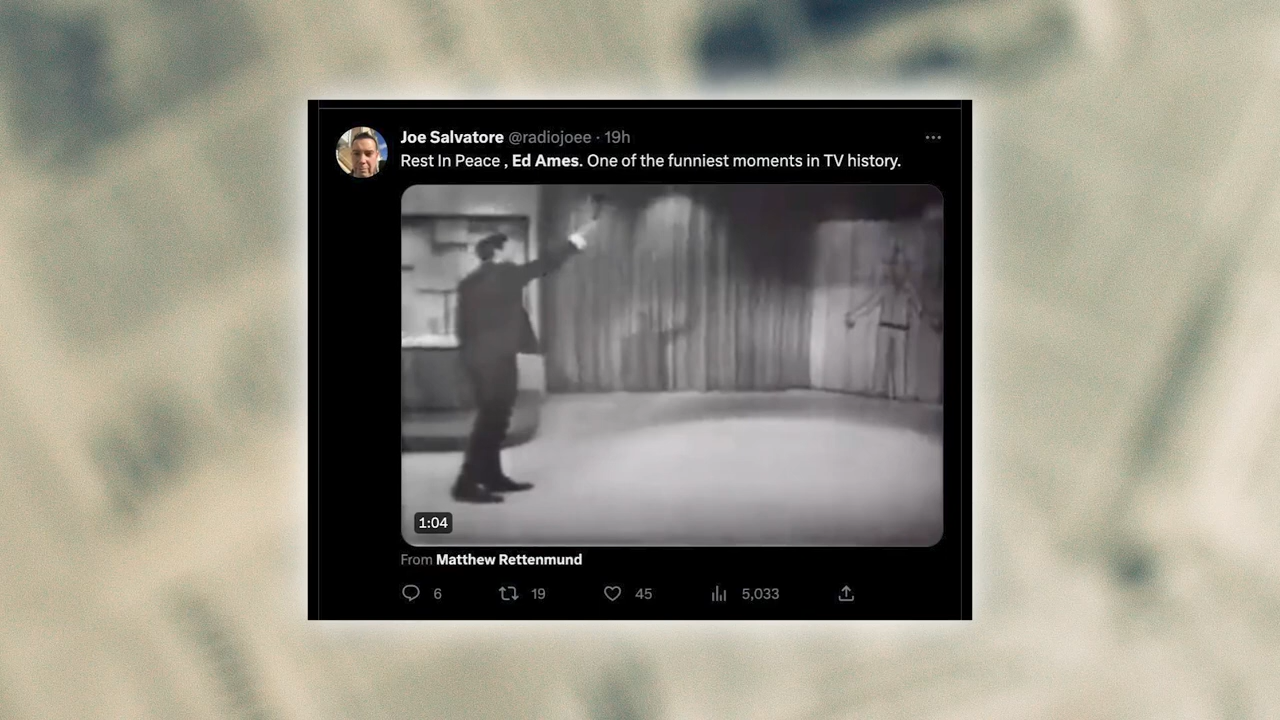 Joe Salvatore @radiojoee · 19h
Rest In Peace , Ed Ames. One of the funniest moments in TV history.
1:04
From Matthew Rettenmund
6 19 45 5,033